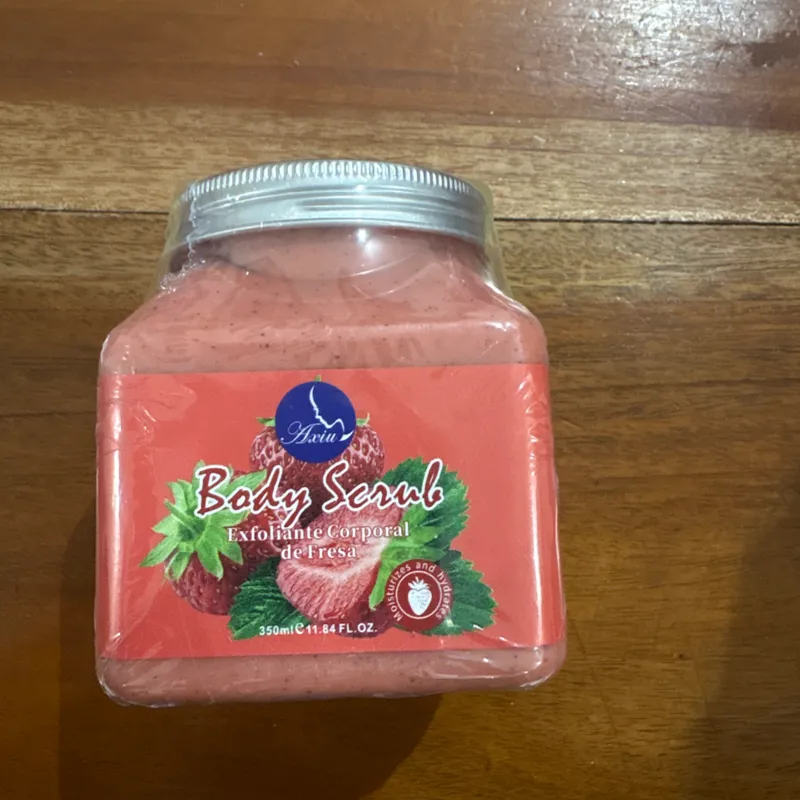 Axiu
Body Scrub
Exfoliante Corporal
de Fresa
Moisturizes and hydrates
350ml℮11.84 FL.OZ.